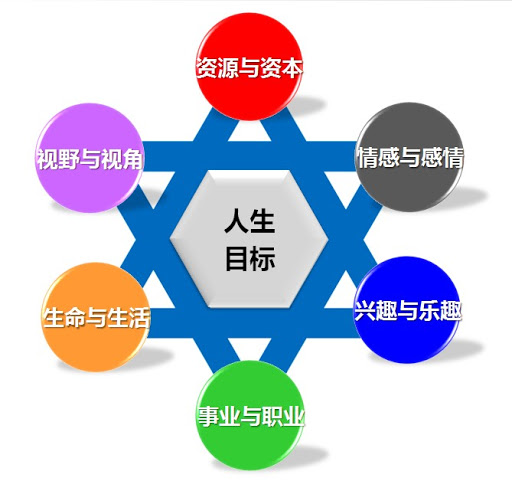 资源与资本
视野与视角
情感与感情
人生
目标
生命与生活
兴趣与乐趣
事业与职业